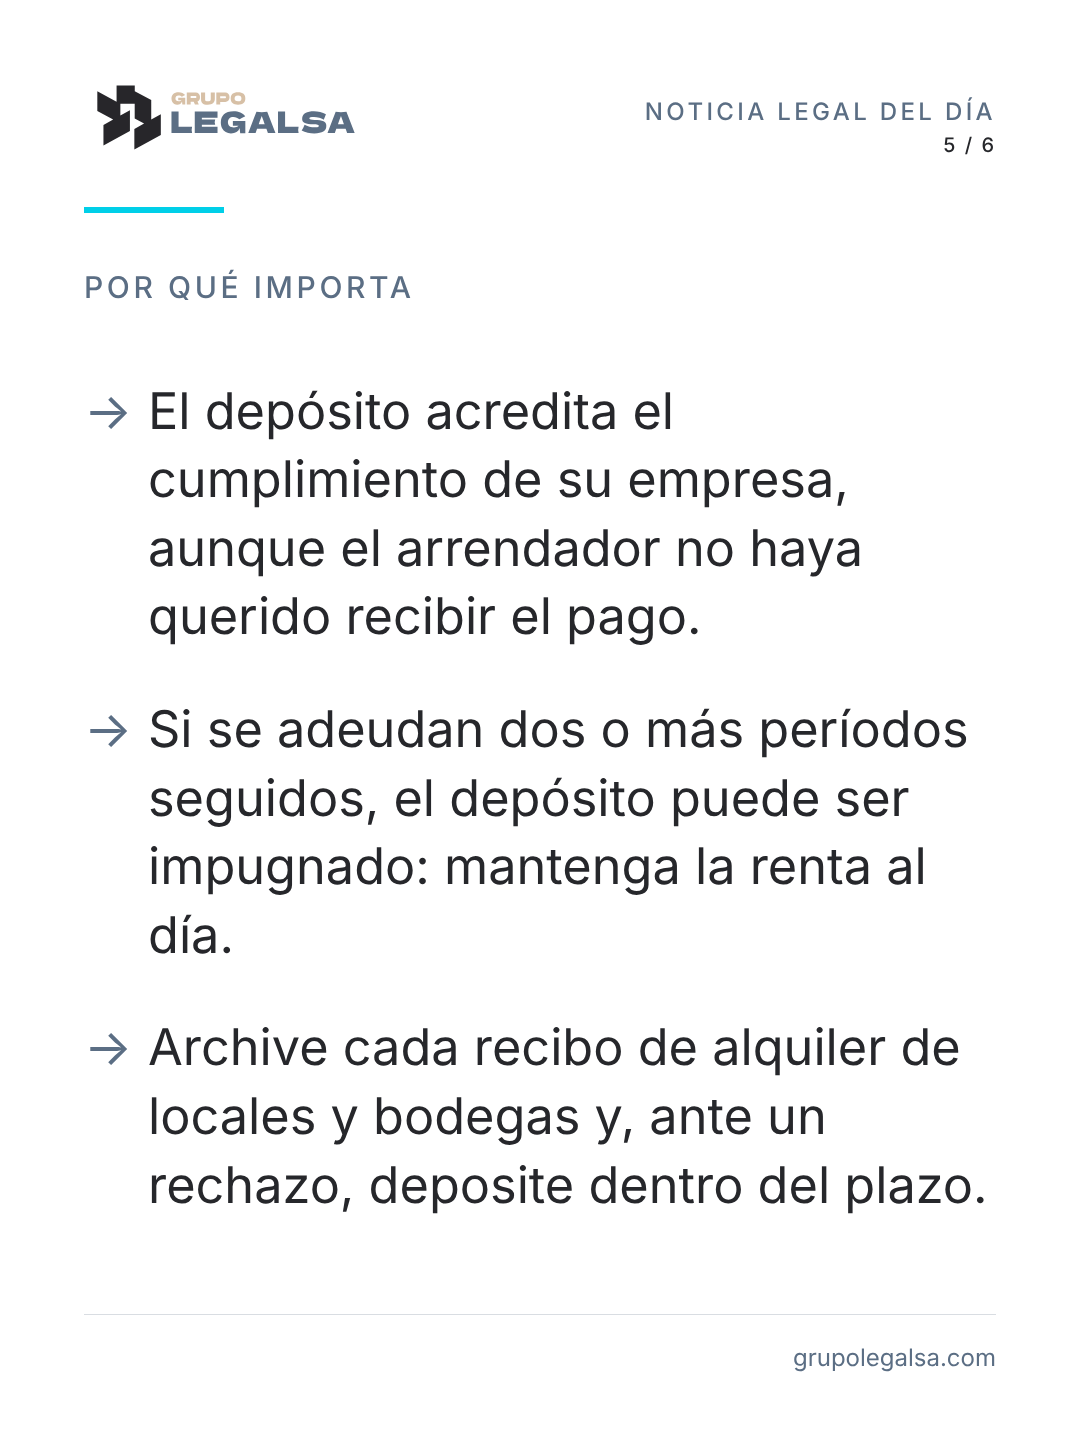 GRUPO
LEGALSA
NOTICIA LEGAL DEL DÍA
5 / 6
POR QUÉ IMPORTA
→ El depósito acredita el
cumplimiento de su empresa,
aunque el arrendador no haya
querido recibir el pago.
→ Si se adeudan dos o más períodos
seguidos, el depósito puede ser
impugnado: mantenga la renta al
día.
→ Archive cada recibo de alquiler de
locales y bodegas y, ante un
rechazo, deposite dentro del plazo.
grupolegalsa.com